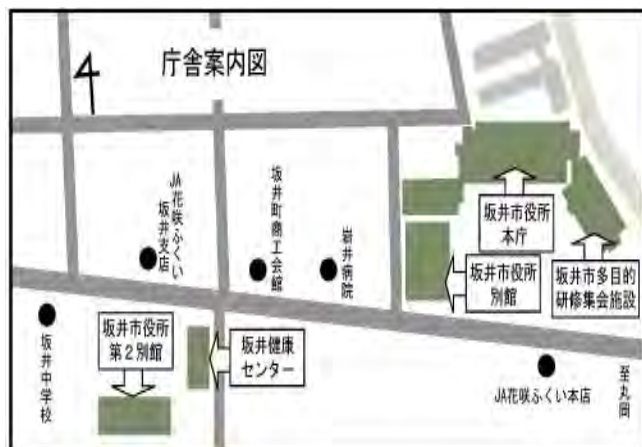 庁舎案内図
JA花咲ふくい
坂井支店
坂井町商工会館
岩井病院
坂井市役所
本庁
坂井市役所
別館
坂井市多目的
研修集会施設
坂井中学校
坂井市役所
第2別館
坂井健康
センター
JA花咲ふくい本店
至丸岡